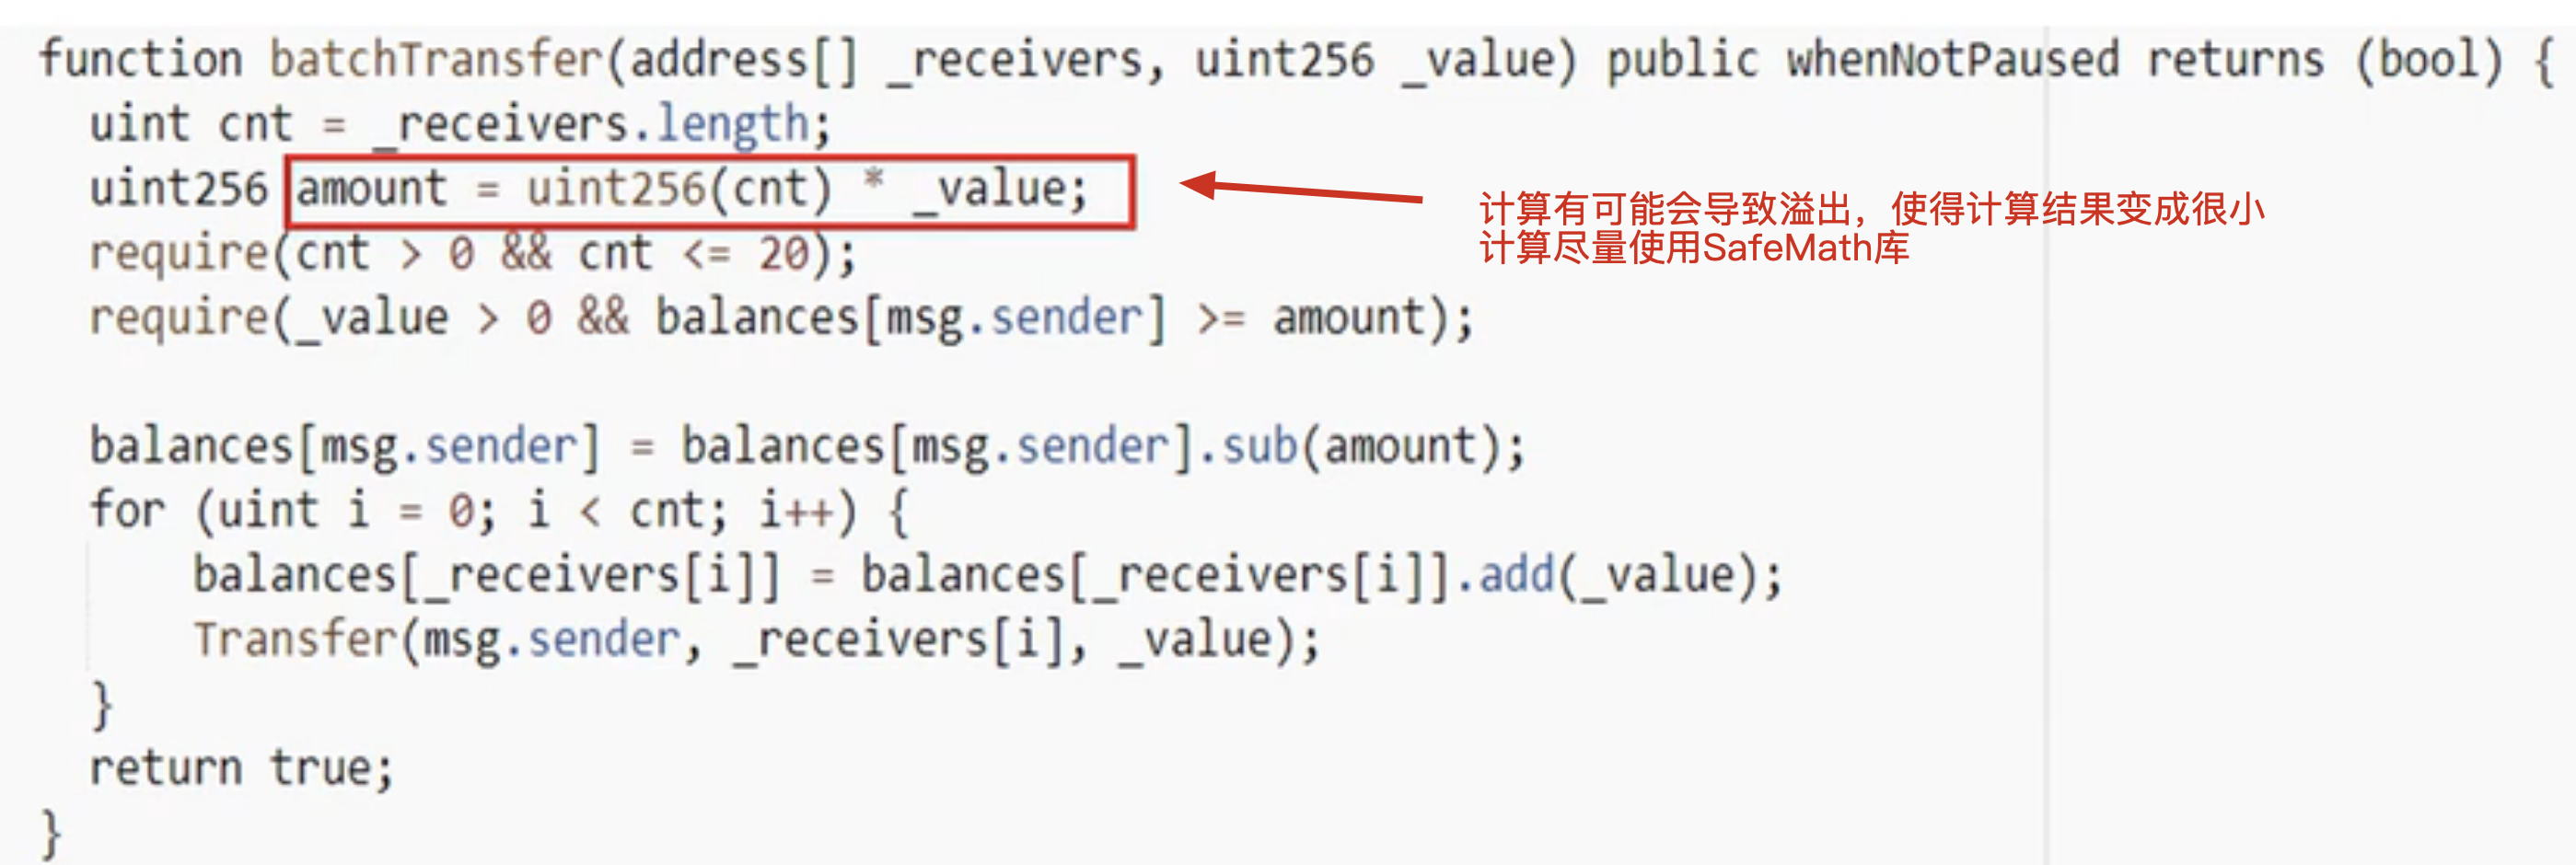 function batchTransfer(address[] _receivers, uint256 _value) public whenNotPaused returns (bool) {
uint cnt = _receivers.length;
uint256 amount = uint256(cnt) * _value;
计算有可能会导致溢出，使得计算结果变成很小
计算尽量使用SafeMath库
require(cnt > 0 && cnt <= 20);
require(_value > 0 && balances[msg.sender] >= amount);
balances[msg.sender] = balances[msg.sender].sub(amount);
for (uint i = 0; i < cnt; i++) {
balances[_receivers[i]] = balances[_receivers[i]].add(_value);
Transfer(msg.sender, _receivers[i], _value);
}
return true;
}